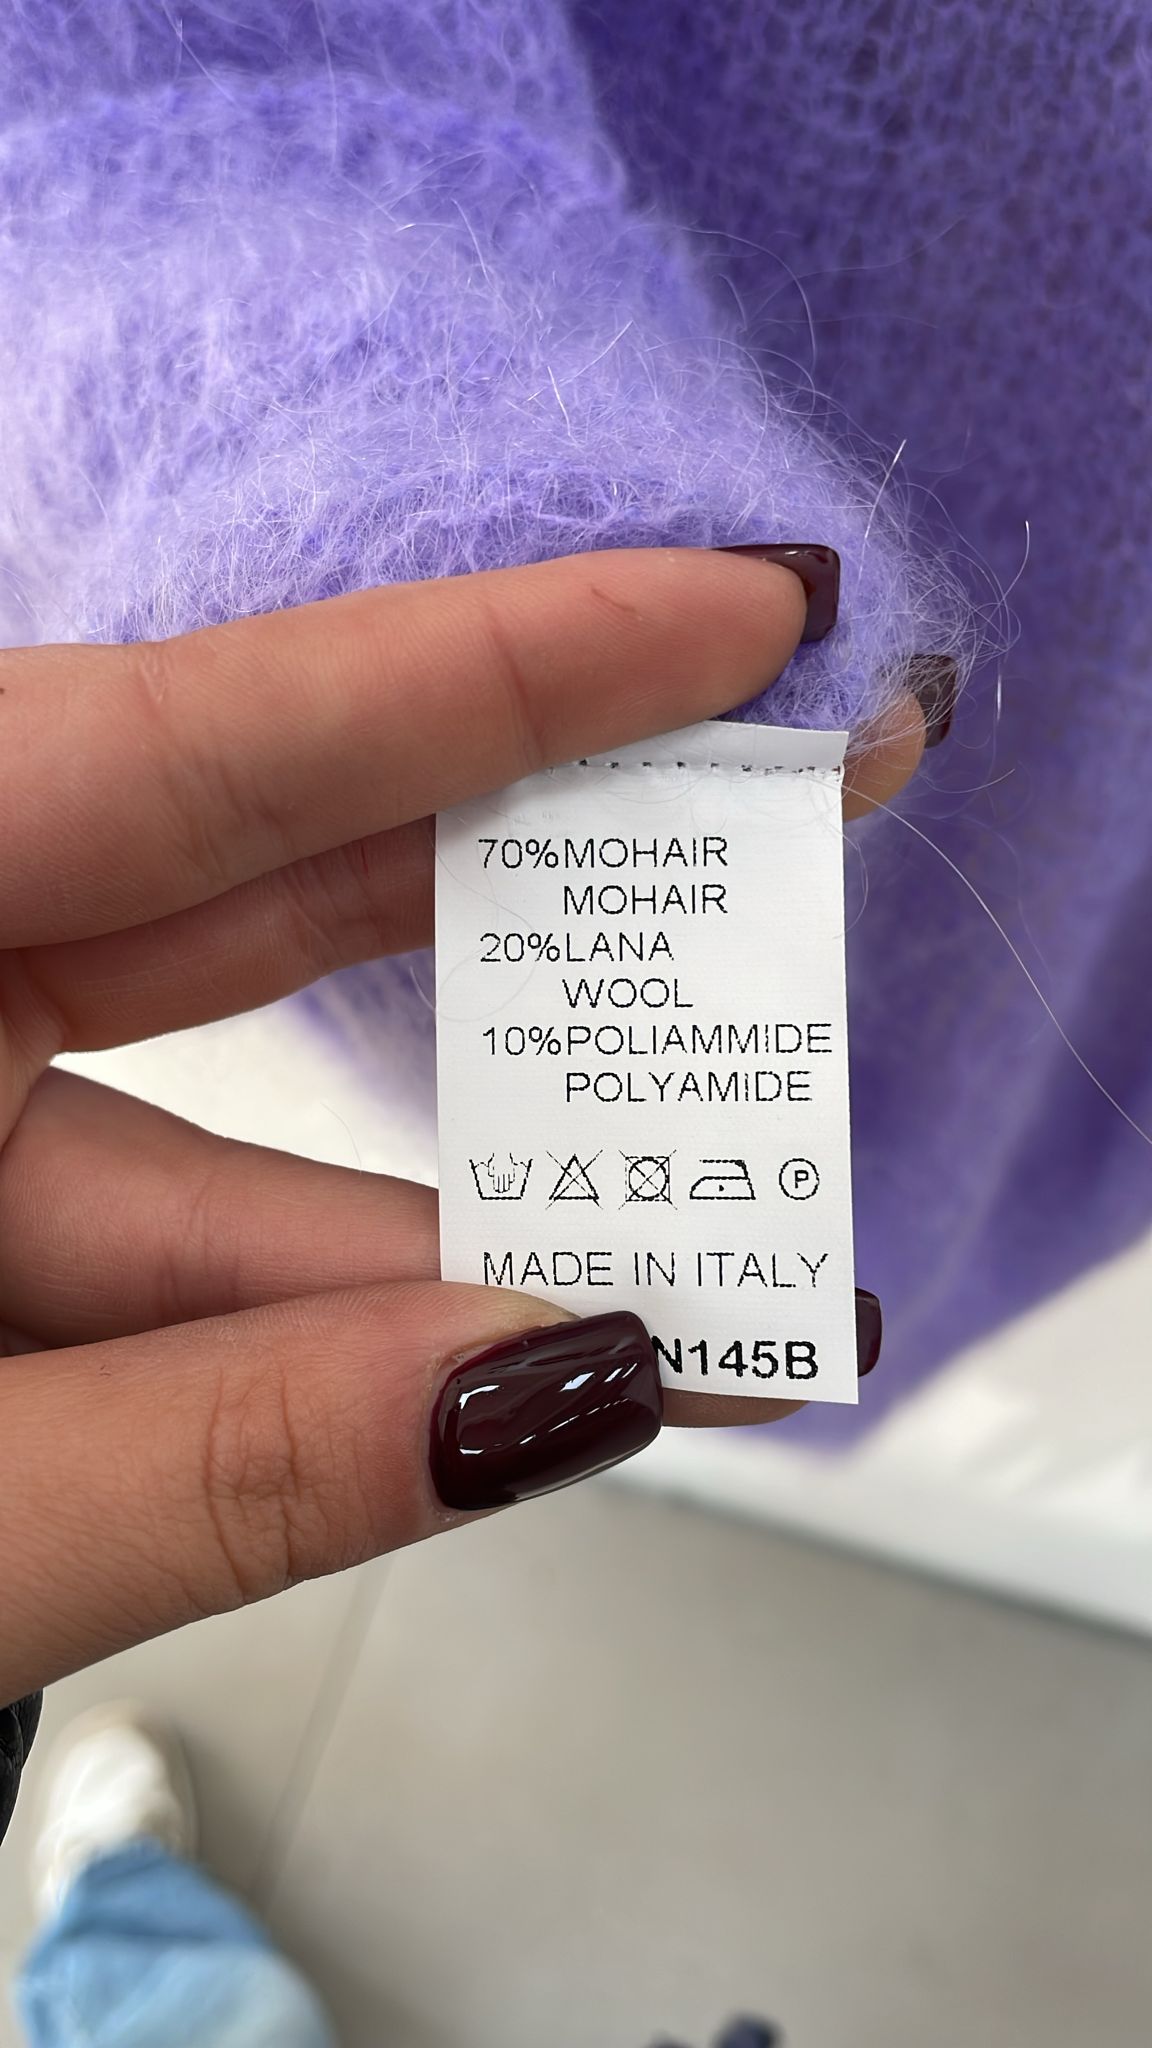 70%MOHAIR
MOHAIR
20%LANA
WOOL
10%POLIAMMIDE
POLYAMIDE
P
MADE IN ITALY
N145B